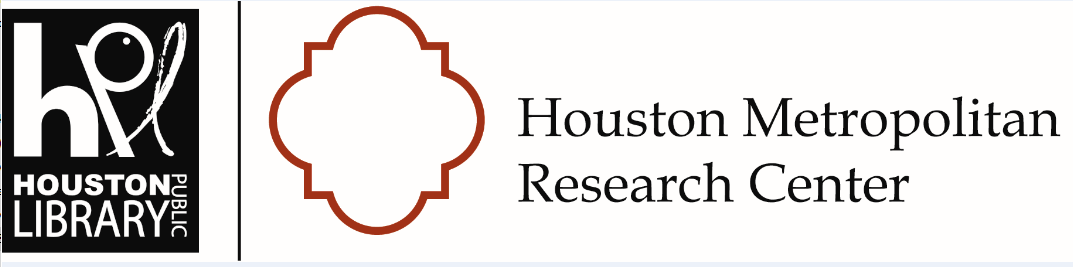 hpl
HOUSTON
PUBLIC
LIBRARY
Houston Metropolitan
Research Center